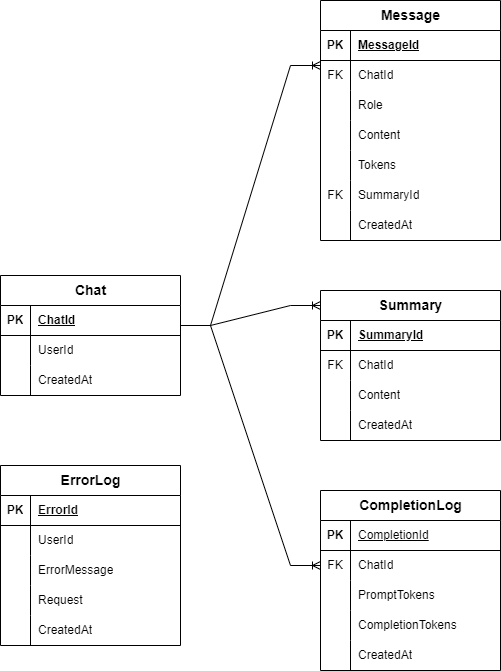 Message
PK MessageId
FK ChatId
Role
Content
Tokens
FK SummaryId
CreatedAt
Chat
PK ChatId
UserId
CreatedAt
Summary
PK SummaryId
FK ChatId
Content
CreatedAt
ErrorLog
PK ErrorId
UserId
ErrorMessage
Request
CreatedAt
CompletionLog
PK CompletionId
FK ChatId
PromptTokens
CompletionTokens
CreatedAt